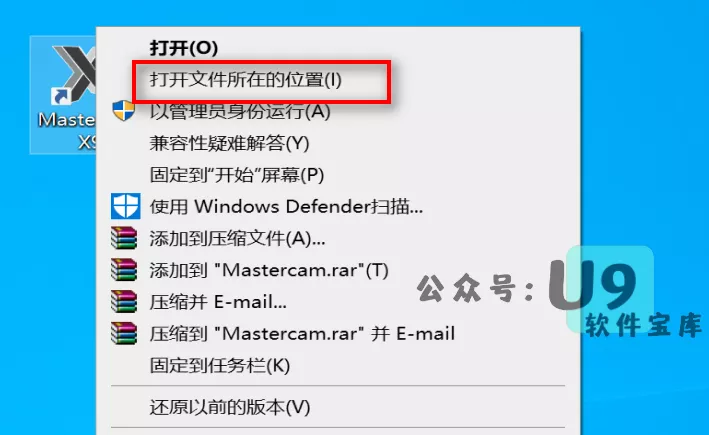 打开(O)
打开文件所在的位置(I)
Master
X9
以管理员身份运行(A)
兼容性疑难解答(Y)
固定到"开始"屏幕(P)
使用 Windows Defender扫描...
添加到压缩文件(A)...
添加到 "Mastercam.rar"(T)
压缩并 E-mail...
压缩到 "Mastercam.rar" 并 E-mail
固定到任务栏(K)
还原以前的版本(V)
公众号:U9
软件宝库